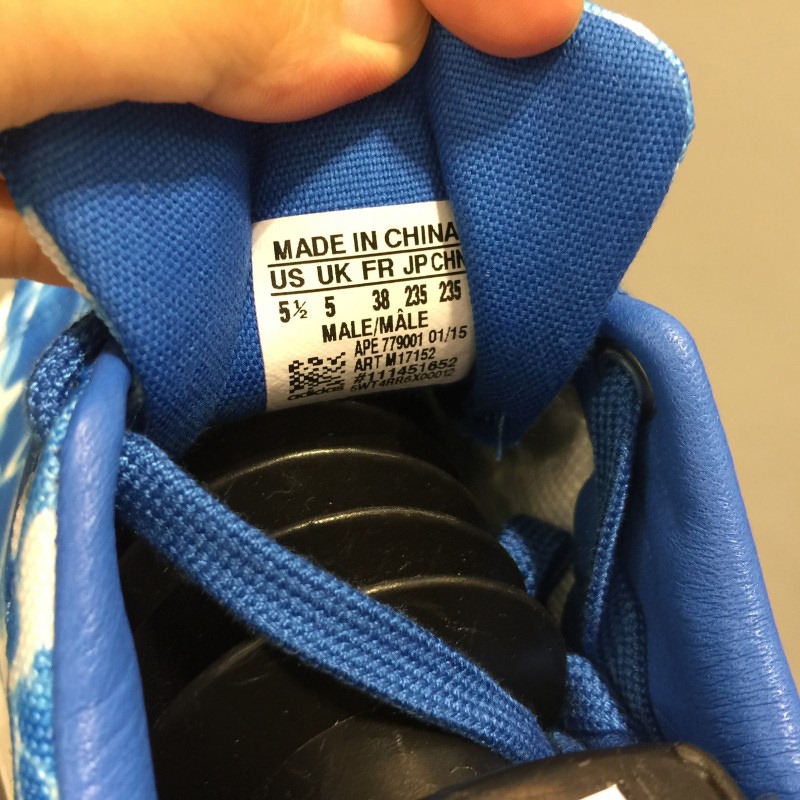 MADE IN CHINA
US UK FR JP CHN
5½ 5 38 235 235
MALE/MÂLE
APE 779001 01/15
ART M17152
#111451652
adidas 5WT4RR6X00012